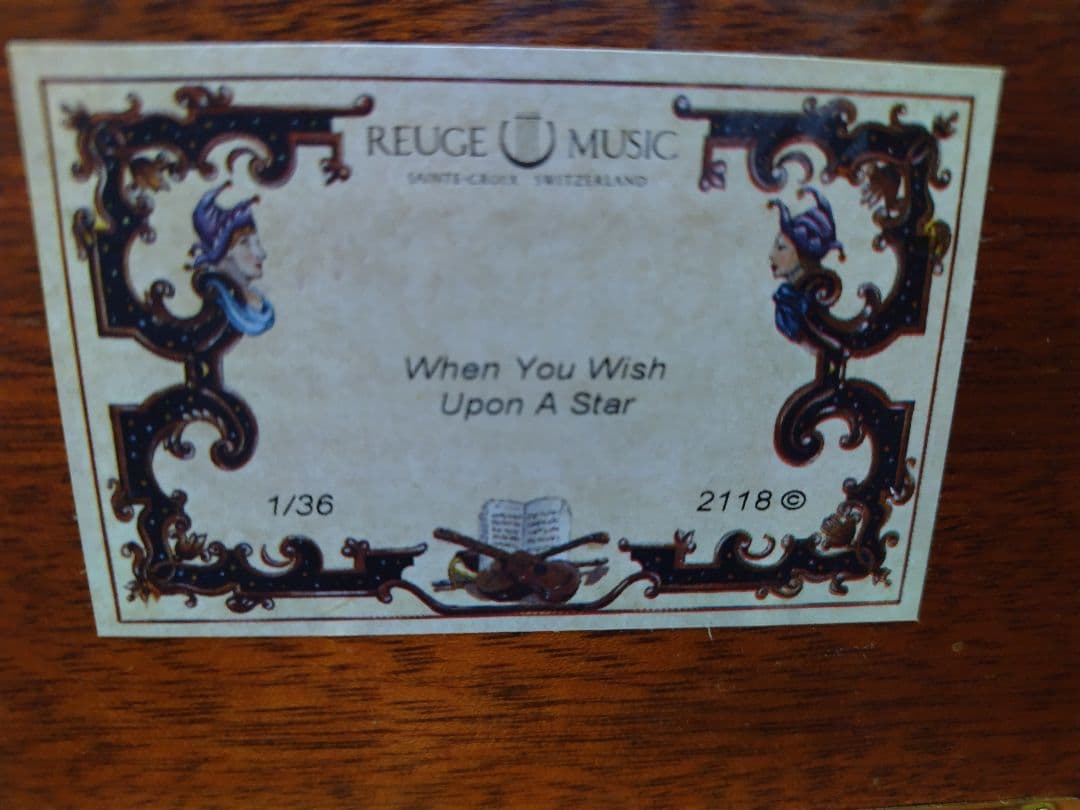 REUGE MUSIC
SAINTE-CROIX SWITZERLAND
When You Wish
Upon A Star
1/36
2118 ©